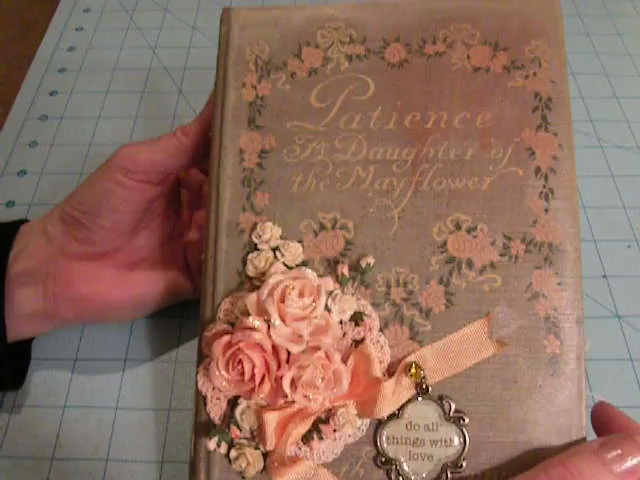 Patience
A Daughter of
the Mayflower
do all
things with
love